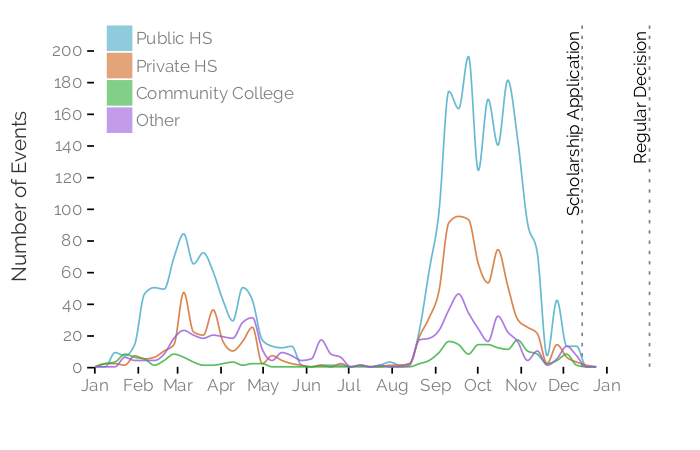 Public HS
Private HS
Community College
Other
Number of Events
200
180
160
140
120
100
80
60
40
20
0
Scholarship Application
Regular Decision
Jan Feb Mar Apr May Jun Jul Aug Sep Oct Nov Dec Jan